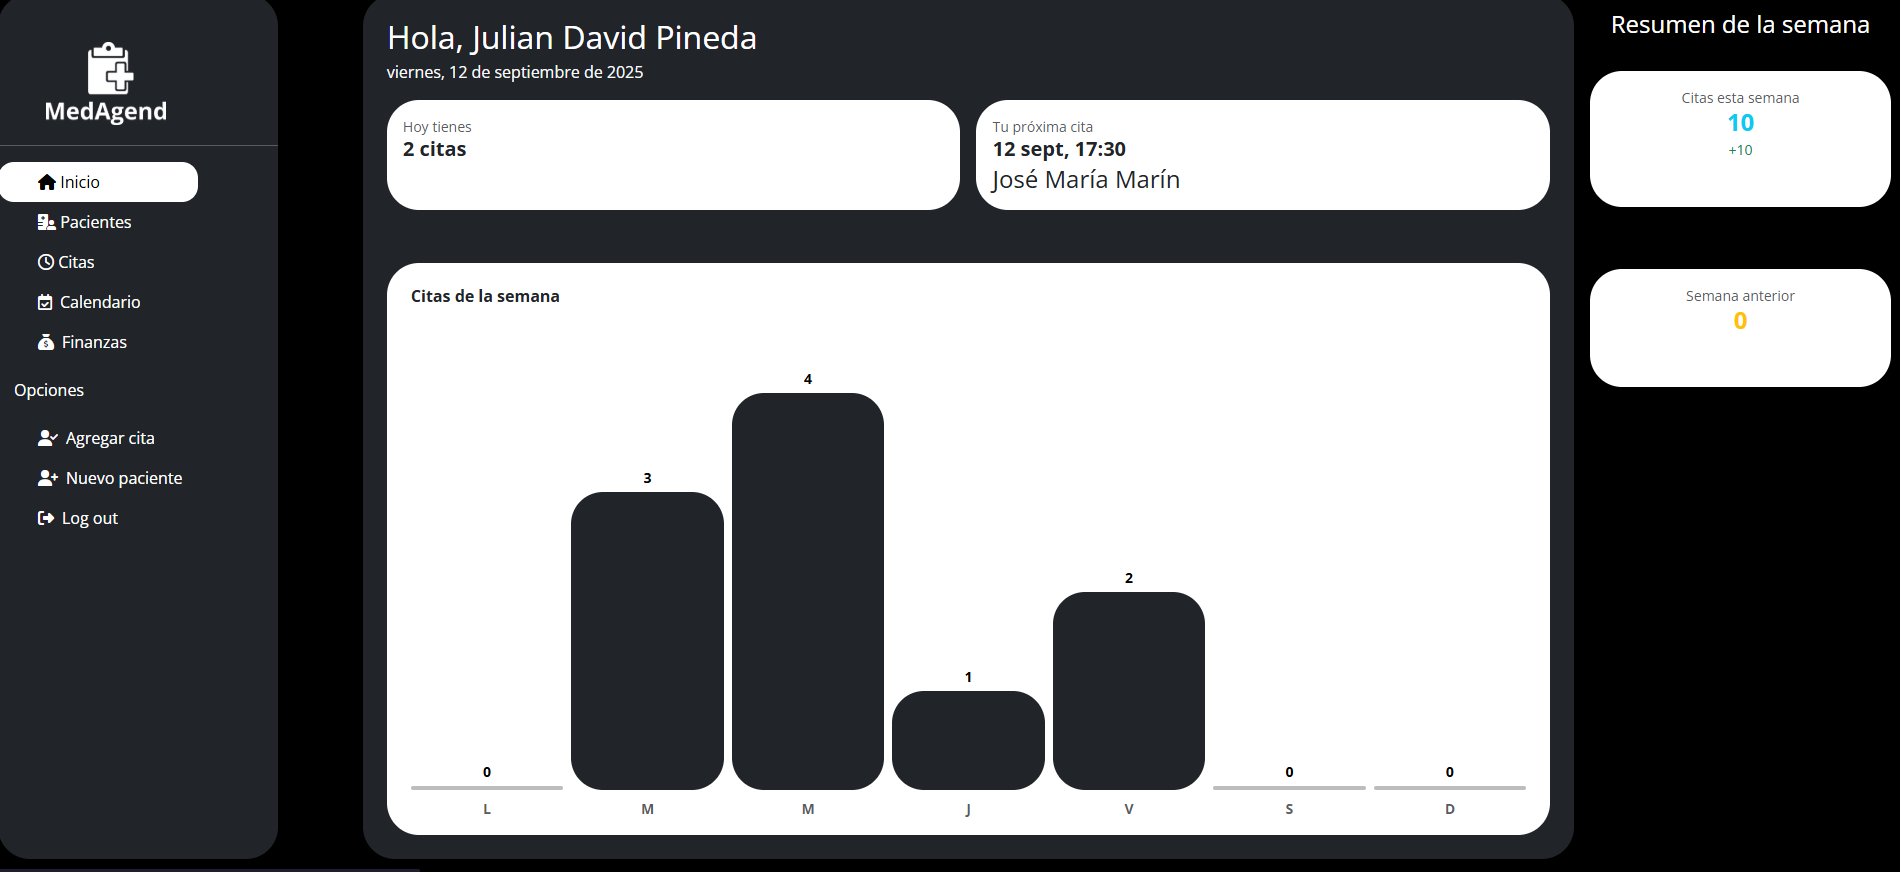 MedAgend
Inicio
Pacientes
Citas
Calendario
Finanzas
Opciones
Agregar cita
Nuevo paciente
Log out
Hola, Julian David Pineda
viernes, 12 de septiembre de 2025
Hoy tienes
2 citas
Tu próxima cita
12 sept, 17:30
José María Marín
Citas de la semana
0
3
4
1
2
0
0
L
M
M
J
V
S
D
Resumen de la semana
Citas esta semana
10
+10
Semana anterior
0